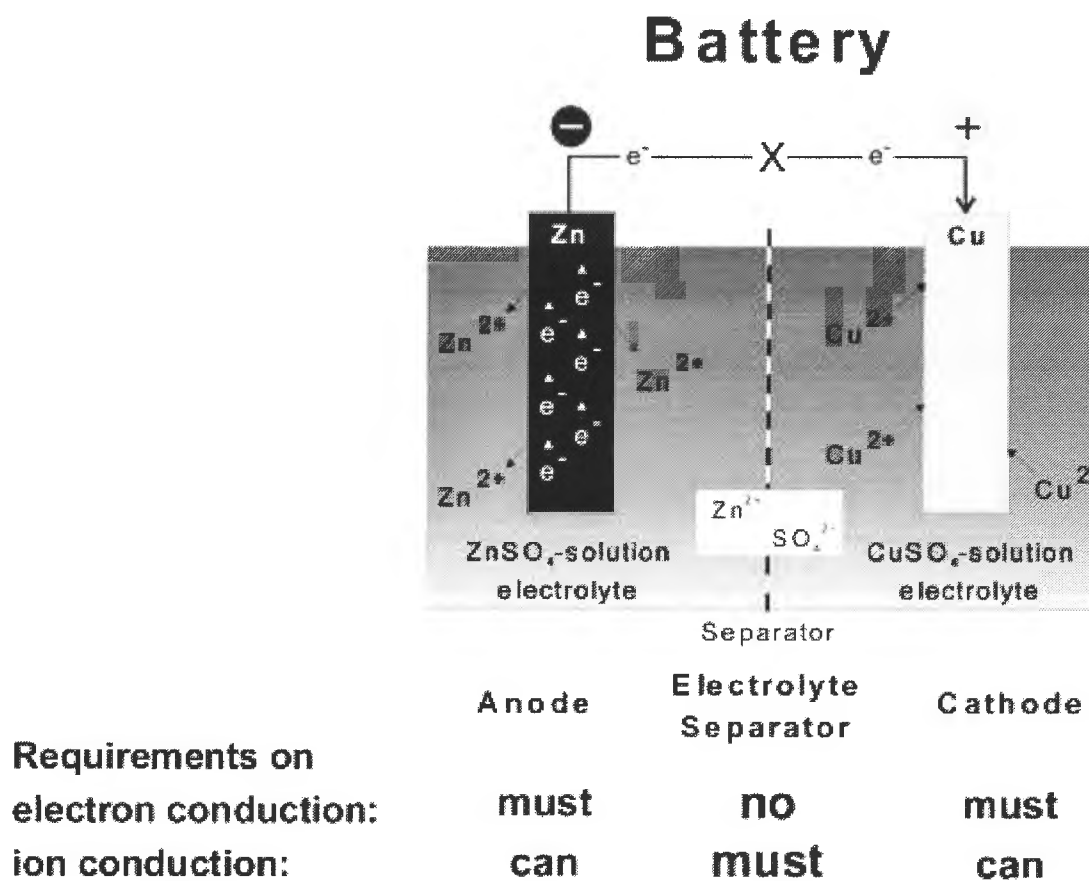 Battery
− +
e⁻ X e⁻
Zn Cu
e⁻
e⁻
e⁻
e⁻
e⁻
e⁻
e⁻
Zn²⁺
Zn²⁺
Zn²⁺
Cu²⁺
Cu²⁺
Cu²
Zn²⁺
SO₄²⁻
ZnSO₄-solution
electrolyte
CuSO₄-solution
electrolyte
Separator
Anode
Electrolyte
Separator
Cathode
Requirements on
electron conduction: must no must
ion conduction: can must can